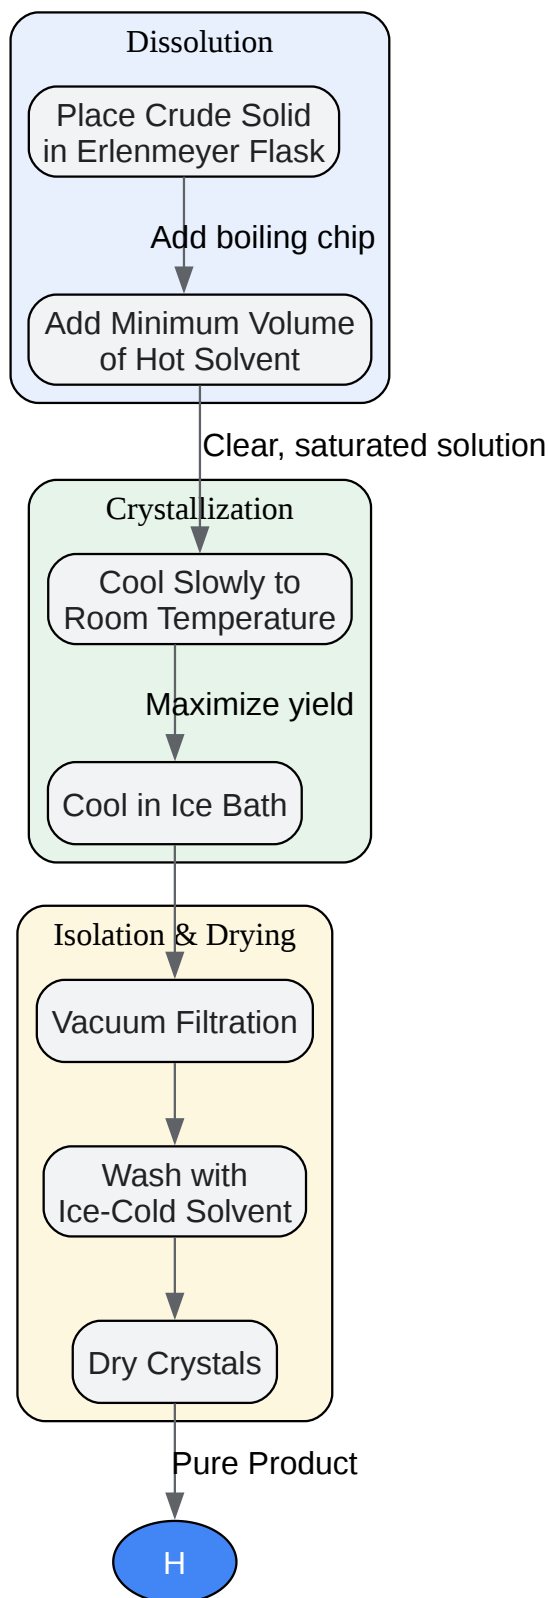 Dissolution
Place Crude Solid
in Erlenmeyer Flask
Add boiling chip
Add Minimum Volume
of Hot Solvent
Clear, saturated solution
Crystallization
Cool Slowly to
Room Temperature
Maximize yield
Cool in Ice Bath
Isolation & Drying
Vacuum Filtration
Wash with
Ice-Cold Solvent
Dry Crystals
Pure Product
H